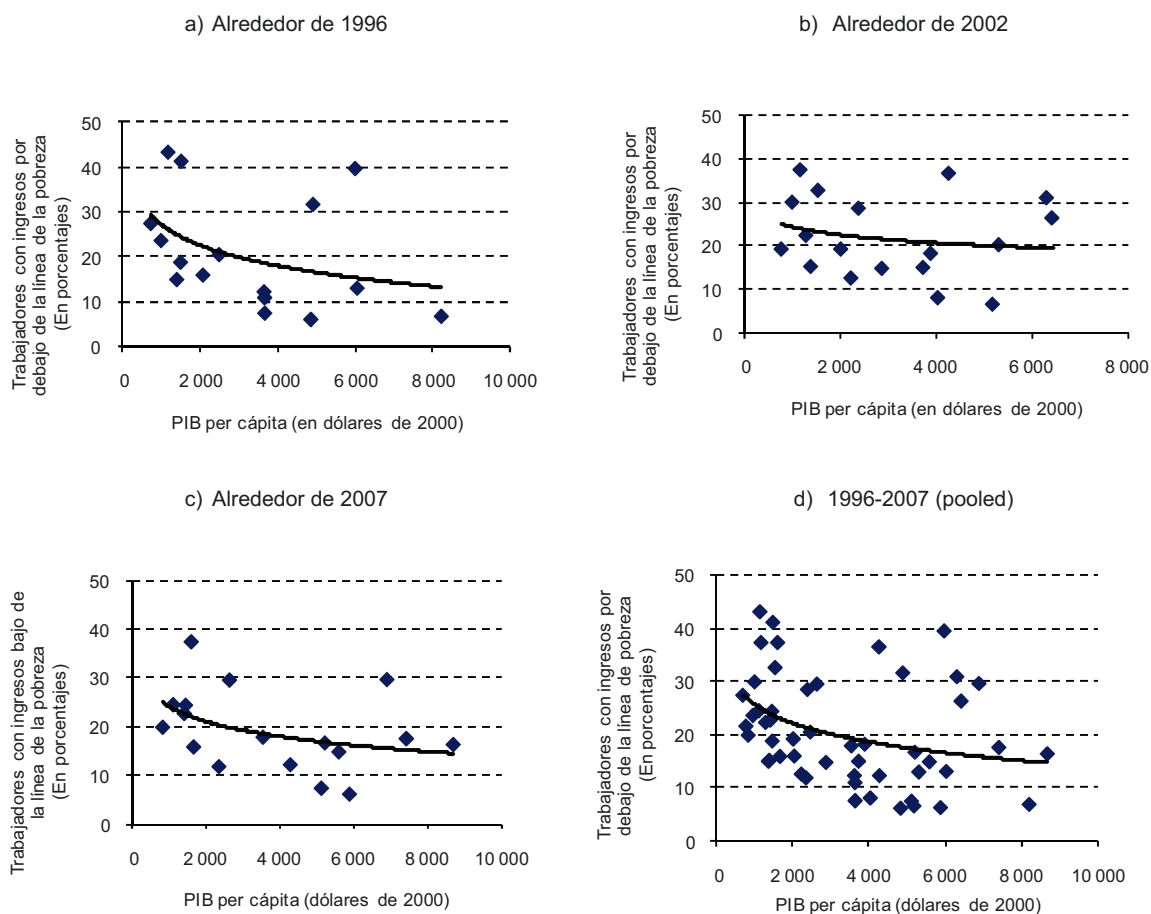 a) Alrededor de 1996
Trabajadores con ingresos por
debajo de la línea de la pobreza
(En porcentajes)
50
40
30
20
10
0
0 2 000 4 000 6 000 8 000 10 000
PIB per cápita (en dólares de 2000)
b) Alrededor de 2002
Trabajadores con ingresos por
debajo de la línea de la pobreza
(En porcentajes)
50
40
30
20
10
0
0 2 000 4 000 6 000 8 000
PIB per cápita (en dólares de 2000)
c) Alrededor de 2007
Trabajadores con ingresos bajo de
la línea de la pobreza
(En porcentajes)
50
40
30
20
10
0
0 2 000 4 000 6 000 8 000 10 000
PIB per cápita (dólares de 2000)
d) 1996-2007 (pooled)
Trabajadores con ingresos por
debajo de línea de pobreza
(En porcentajes)
50
40
30
20
10
0
0 2 000 4 000 6 000 8 000 10 000
PIB per cápita (dólares de 2000)